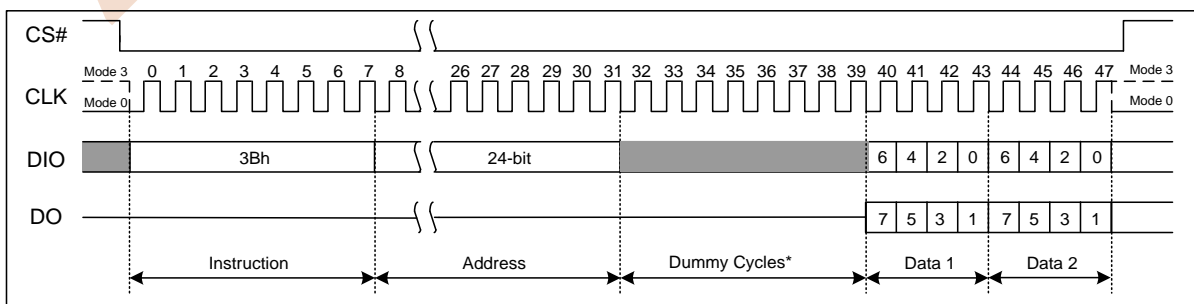 CS#
Mode 3 0 1 2 3 4 5 6 7 8 26 27 28 29 30 31 32 33 34 35 36 37 38 39 40 41 42 43 44 45 46 47 Mode 3
CLK
Mode 0 Mode 0
DIO 3Bh 24-bit 6 4 2 0 6 4 2 0
DO 7 5 3 1 7 5 3 1
Instruction Address Dummy Cycles* Data 1 Data 2